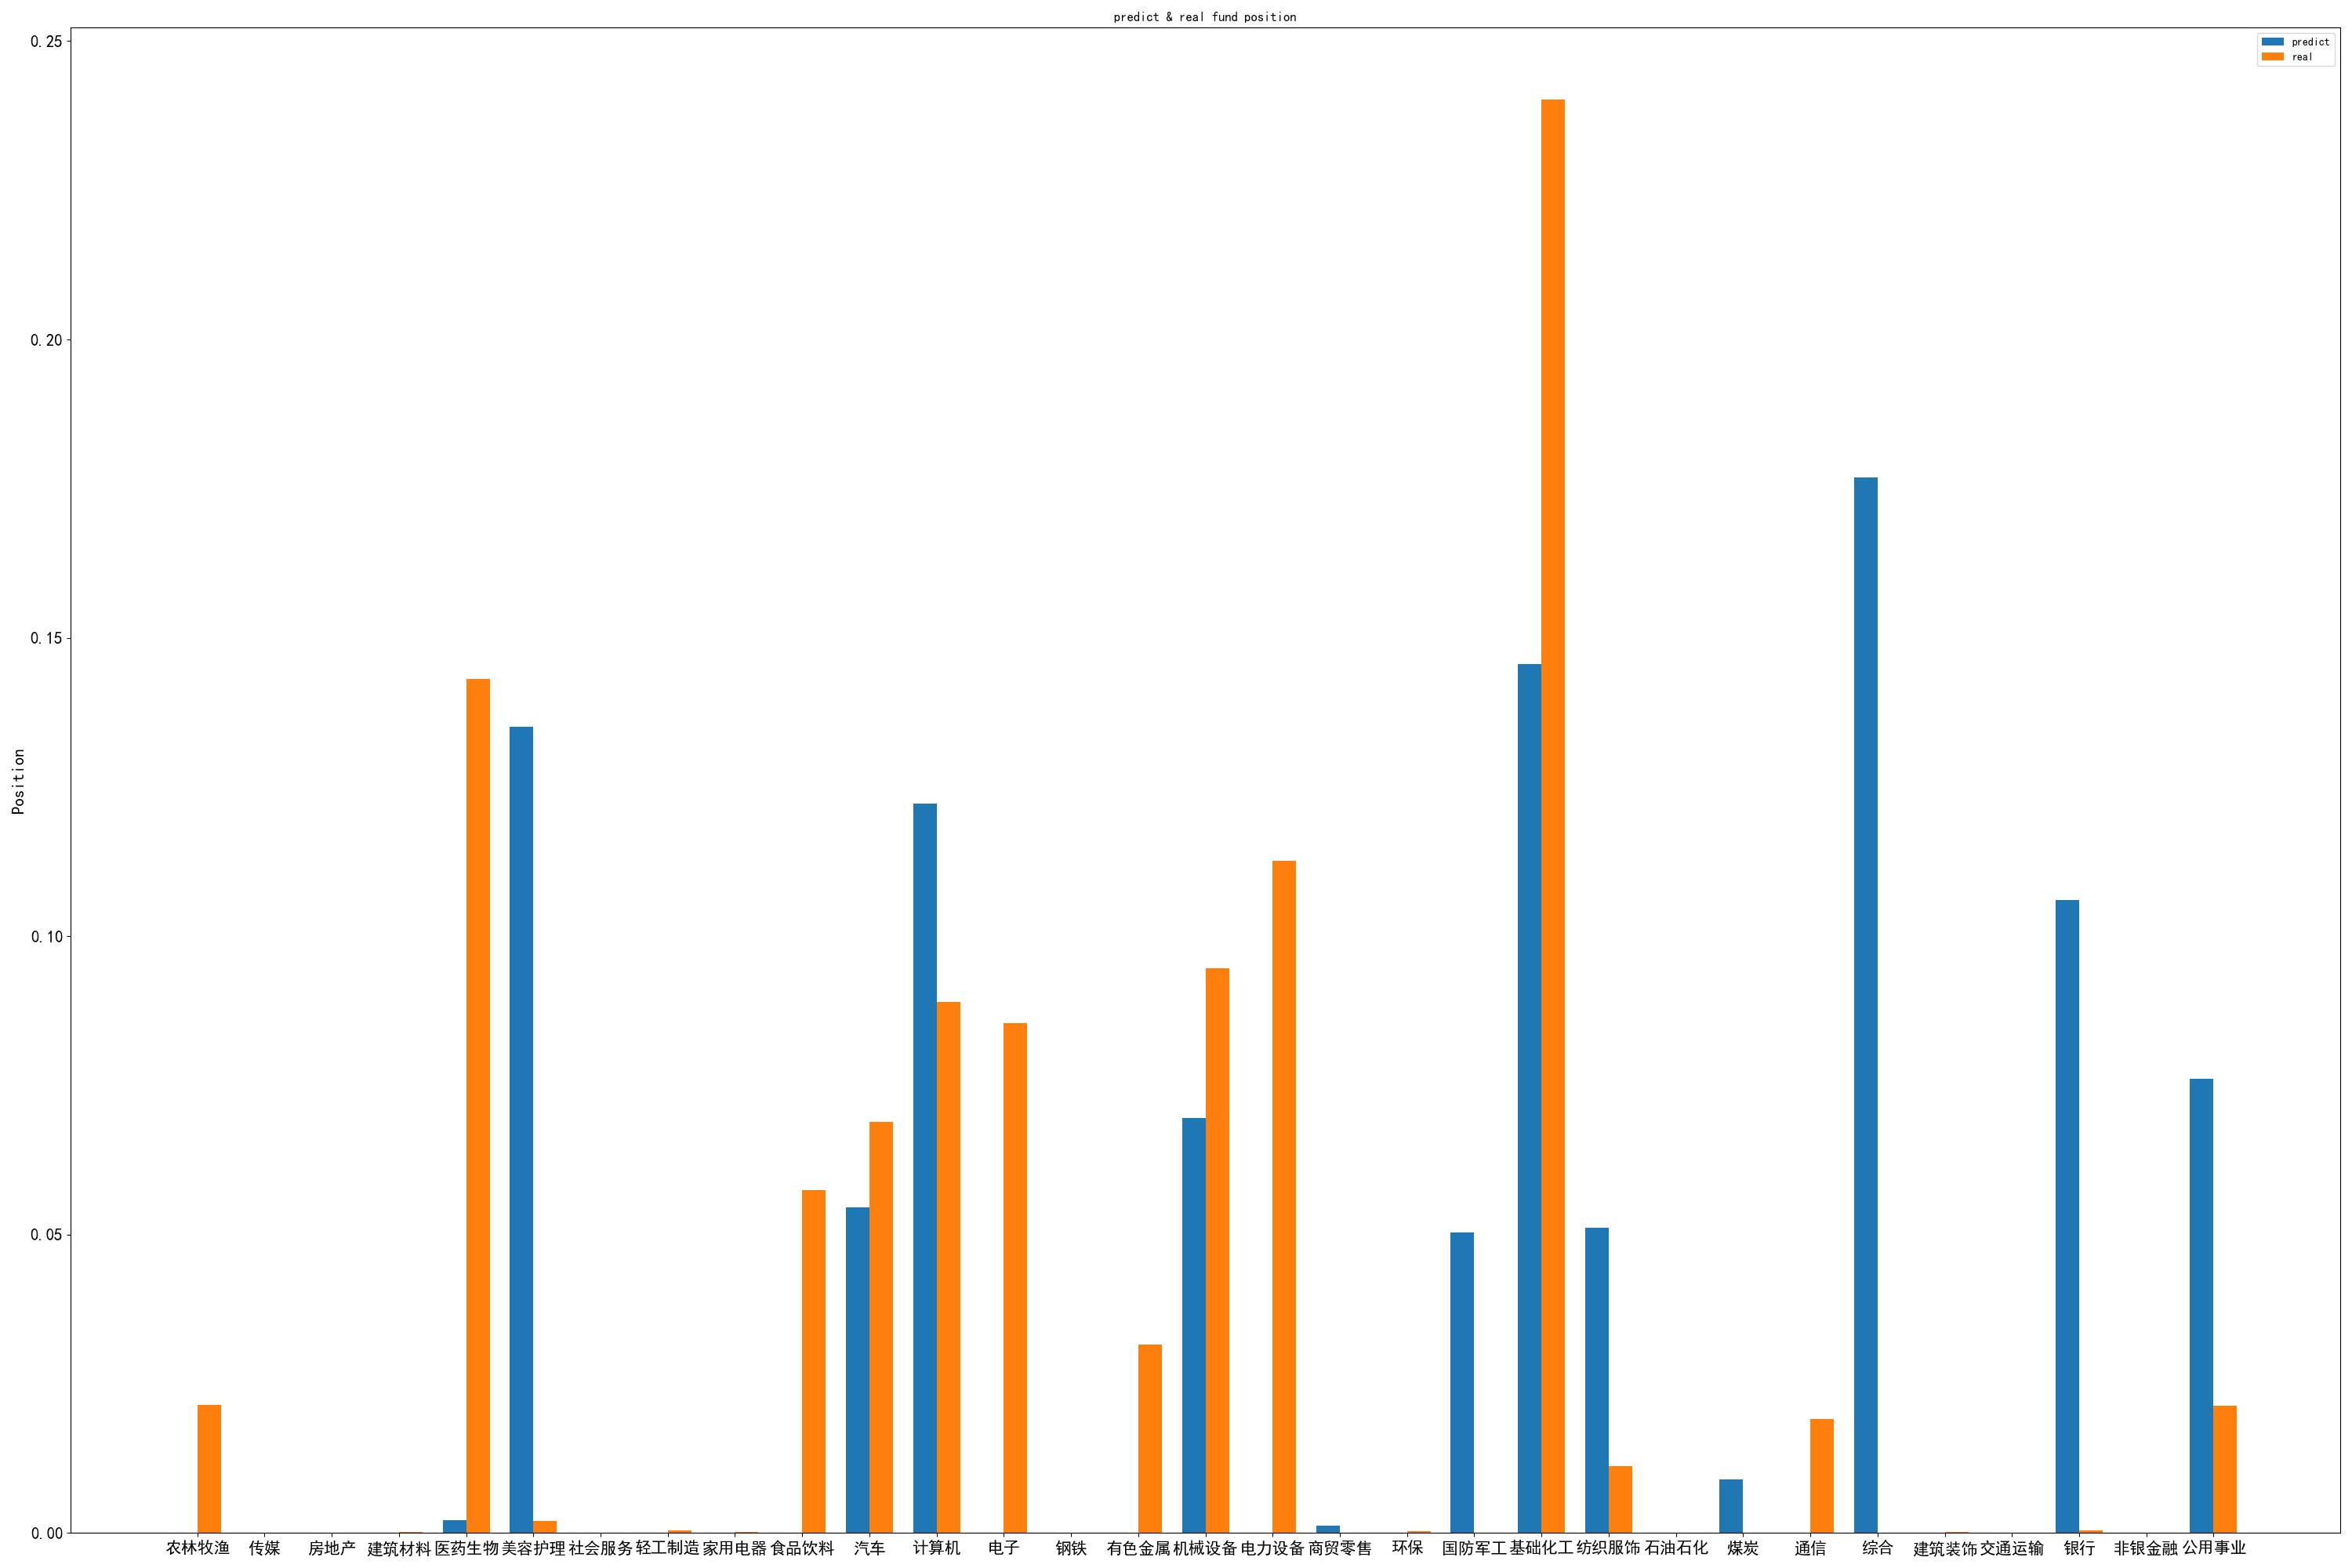 predict & real fund position
predict
real
Position
0.25
0.20
0.15
0.10
0.05
0.00
农林牧渔 传媒 房地产 建筑材料 医药生物 美容护理 社会服务 轻工制造 家用电器 食品饮料 汽车 计算机 电子 钢铁 有色金属 机械设备 电力设备 商贸零售 环保 国防军工 基础化工 纺织服饰 石油石化 煤炭 通信 综合 建筑装饰 交通运输 银行 非银金融 公用事业